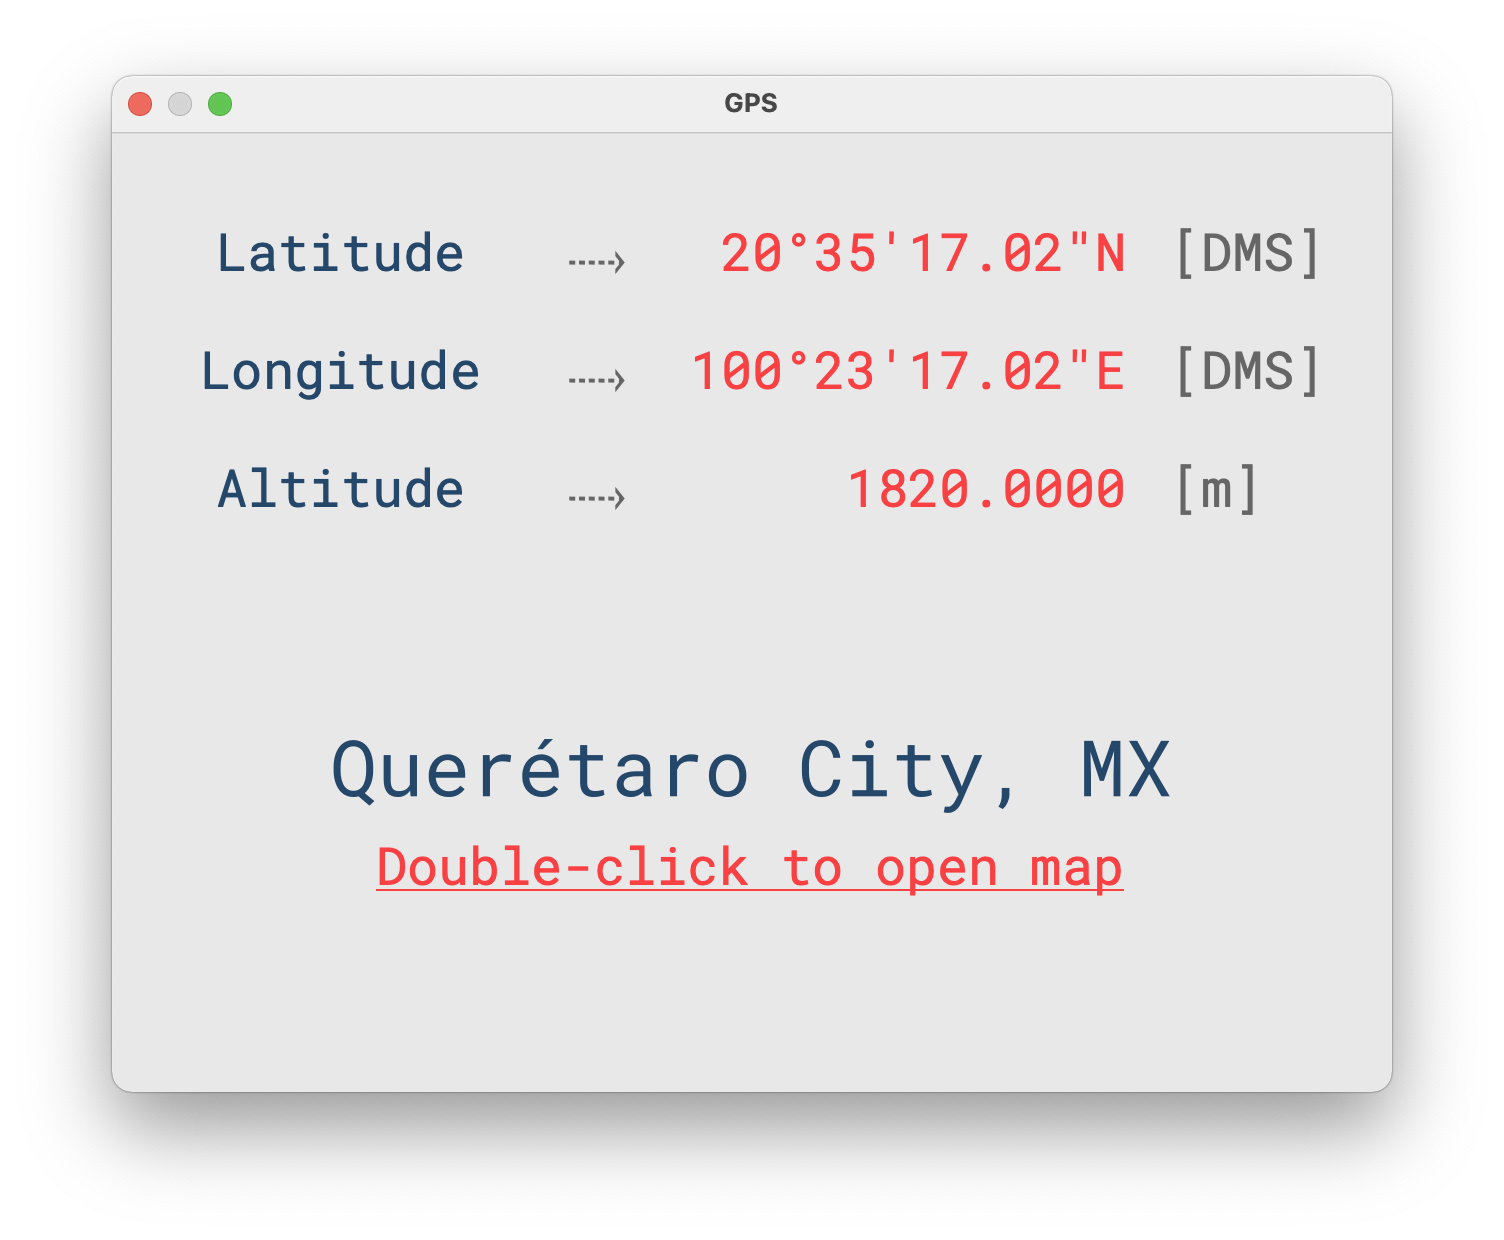 GPS
Latitude ----> 20°35'17.02"N [DMS]
Longitude ----> 100°23'17.02"E [DMS]
Altitude ----> 1820.0000 [m]
Querétaro City, MX
Double-click to open map